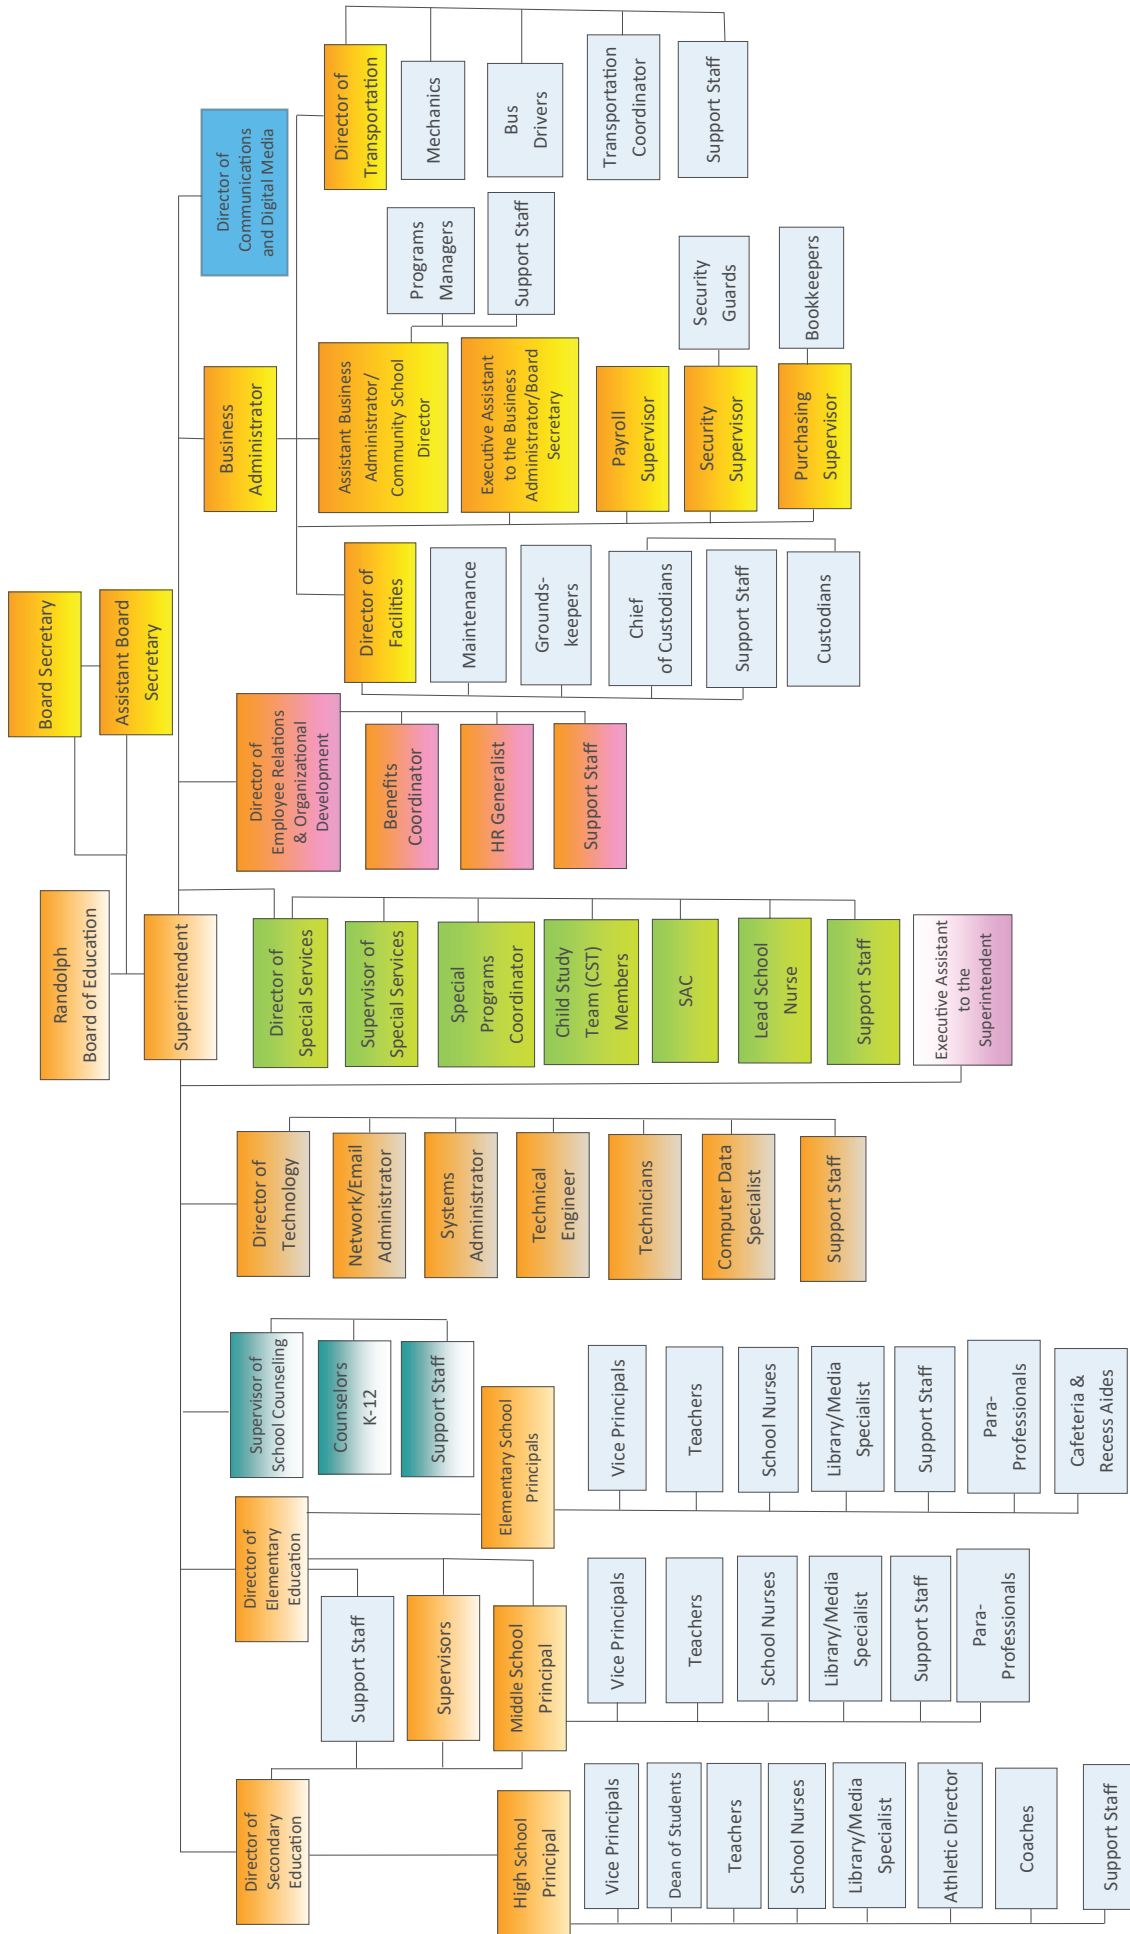 Randolph
Board of Education
Board Secretary
Assistant Board
Secretary
Superintendent
Director of
Secondary
Education
Director of
Elementary
Education
Supervisor of
School Counseling
Director of
Technology
Director of
Special Services
Director of
Employee Relations
& Organizational
Development
Business
Administrator
Director of
Communications
and Digital Media
High School
Principal
Vice Principals
Dean of Students
Teachers
School Nurses
Library/Media
Specialist
Athletic Director
Coaches
Support Staff
Support Staff
Supervisors
Middle School
Principal
Vice Principals
Teachers
School Nurses
Library/Media
Specialist
Support Staff
Para-
Professionals
Elementary School
Principals
Vice Principals
Teachers
School Nurses
Library/Media
Specialist
Support Staff
Para-
Professionals
Cafeteria &
Recess Aides
Counselors
K-12
Support Staff
Network/Email
Administrator
Systems
Administrator
Technical
Engineer
Technicians
Computer Data
Specialist
Support Staff
Supervisor of
Special Services
Special
Programs
Coordinator
Child Study
Team (CST)
Members
SAC
Lead School
Nurse
Support Staff
Executive Assistant
to the
Superintendent
Benefits
Coordinator
HR Generalist
Support Staff
Director of
Facilities
Maintenance
Grounds-
keepers
Chief
of Custodians
Support Staff
Custodians
Assistant Business
Administrator/
Community School
Director
Programs
Managers
Support Staff
Executive Assistant
to the Business
Administrator/Board
Secretary
Payroll
Supervisor
Security
Supervisor
Security
Guards
Purchasing
Supervisor
Bookkeepers
Director of
Transportation
Mechanics
Bus
Drivers
Transportation
Coordinator
Support Staff